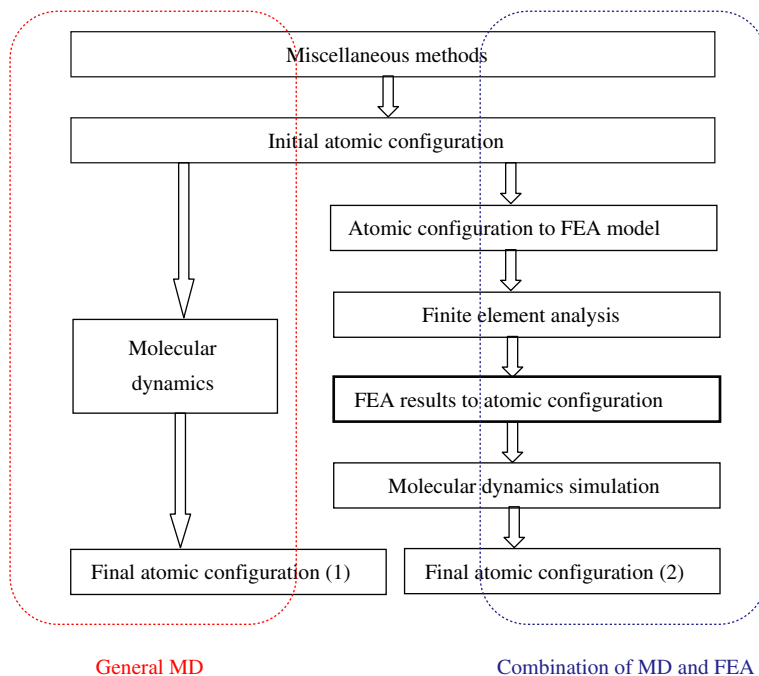 Miscellaneous methods
Initial atomic configuration
Atomic configuration to FEA model
Finite element analysis
Molecular
dynamics
FEA results to atomic configuration
Molecular dynamics simulation
Final atomic configuration (1)
Final atomic configuration (2)
General MD
Combination of MD and FEA